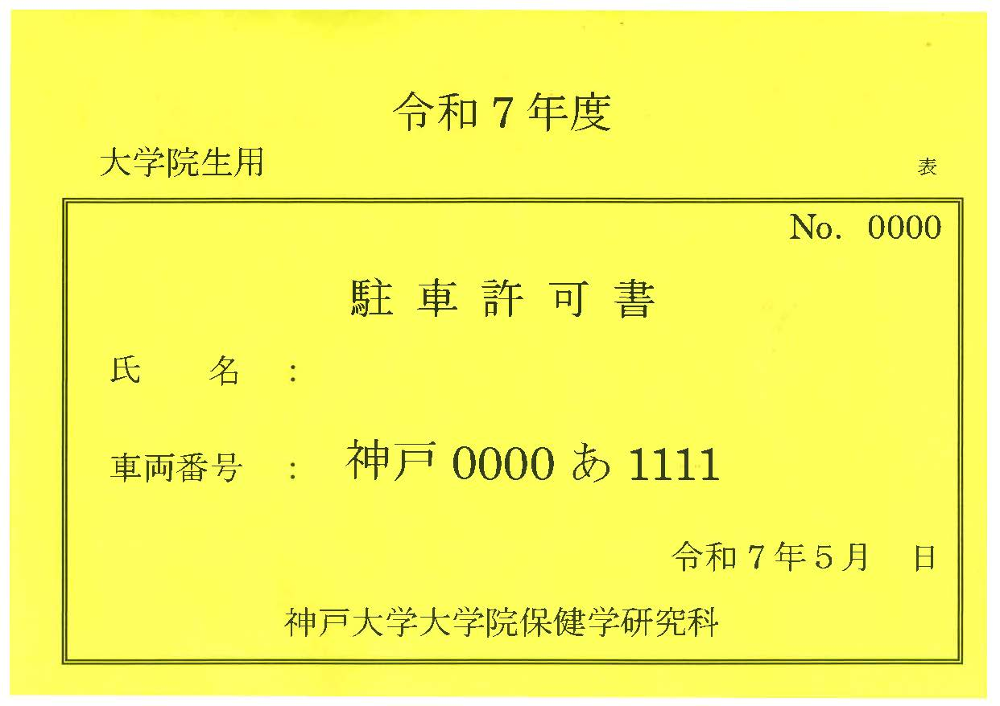 令和7年度
大学院生用 表
No. 0000
駐車許可書
氏 名 :
車両番号 : 神戸 0000 あ 1111
令和7年5月 日
神戸大学大学院保健学研究科